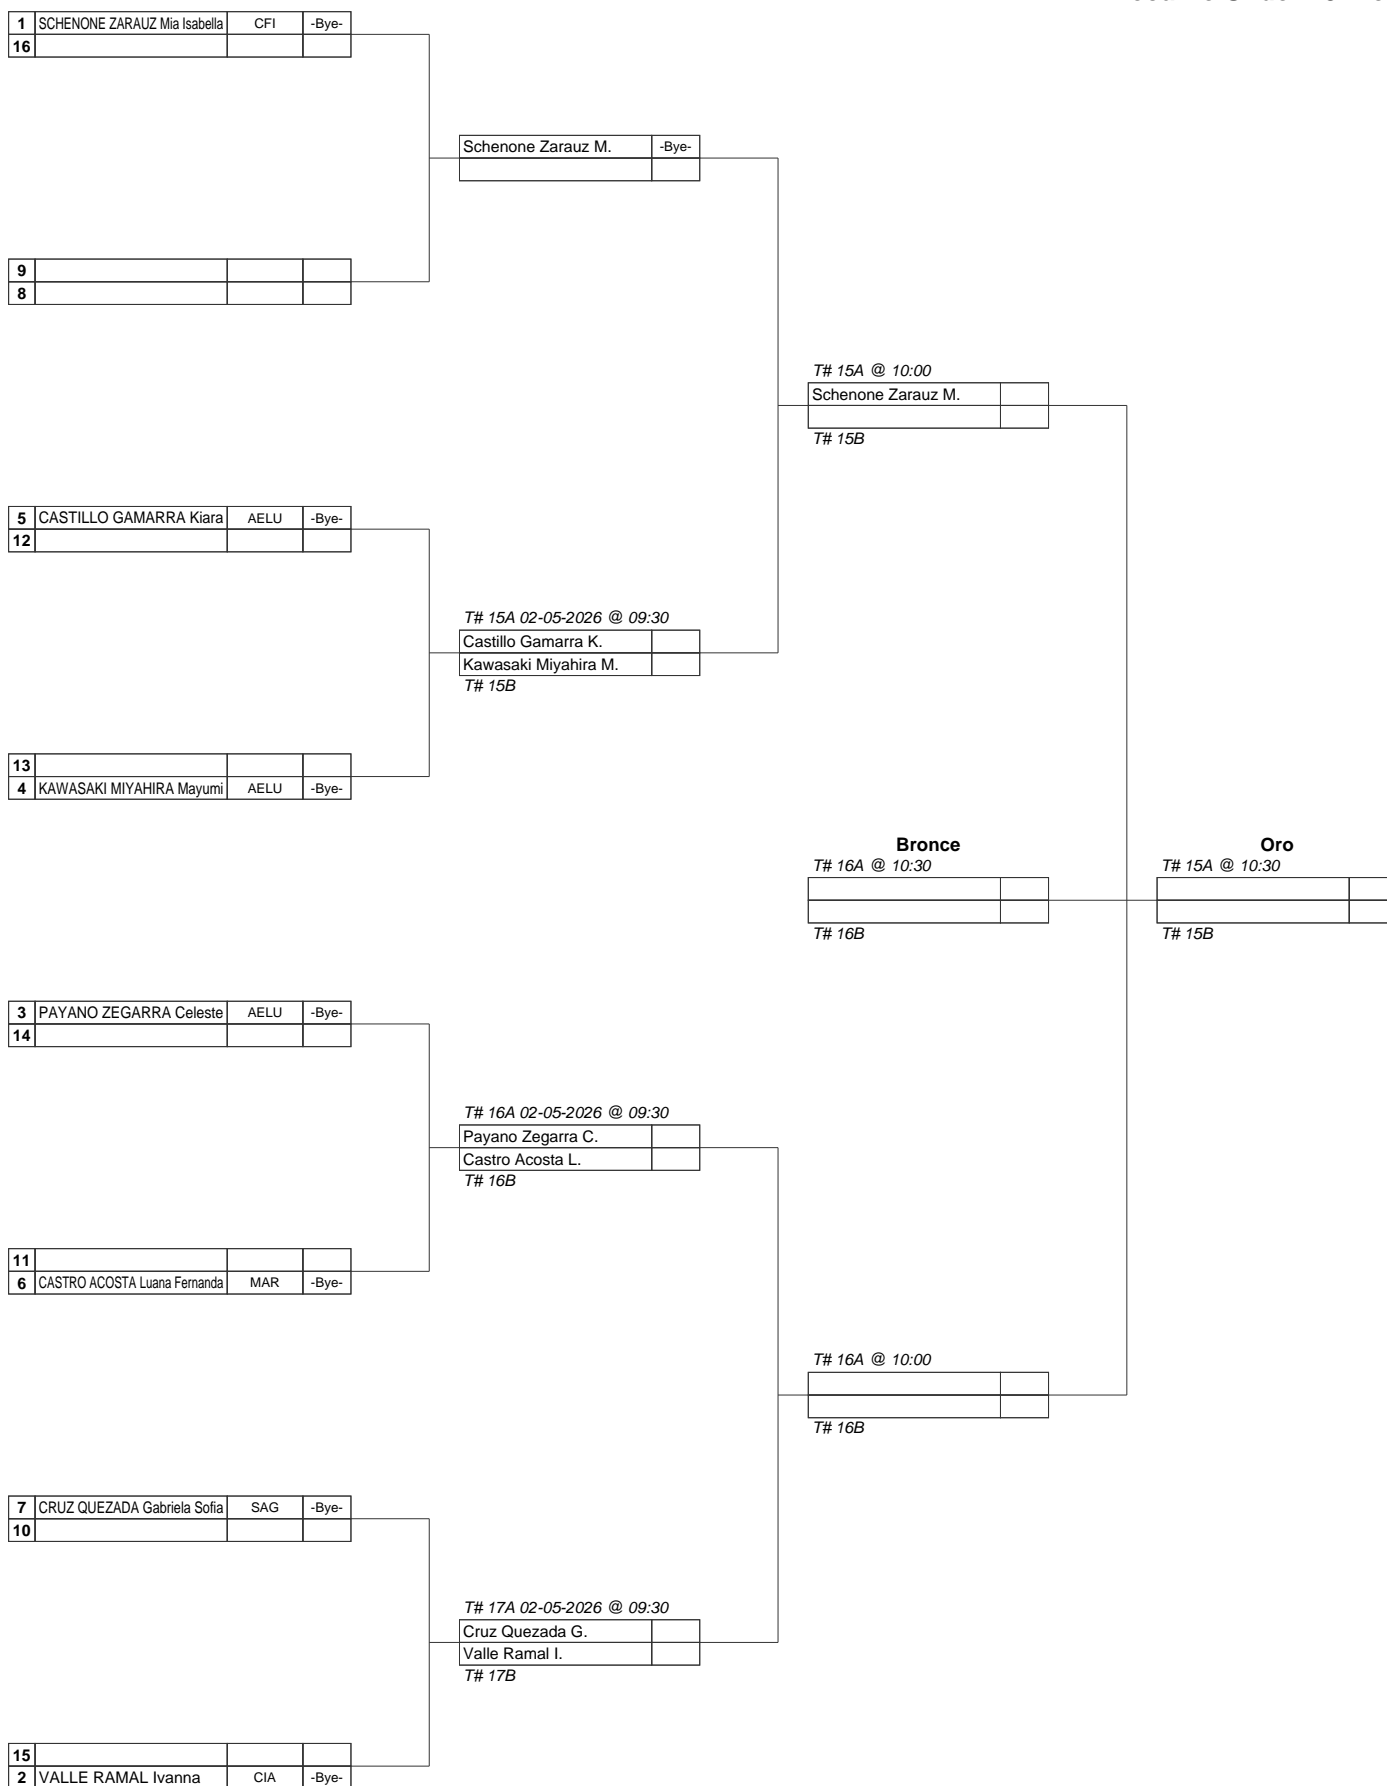 1 SCHENONE ZARAUZ Mia Isabella CFI -Bye-
16
Schenone Zarauz M. -Bye-
9
8
T# 15A @ 10:00
Schenone Zarauz M.
T# 15B
5 CASTILLO GAMARRA Kiara AELU -Bye-
12
T# 15A 02-05-2026 @ 09:30
Castillo Gamarra K.
Kawasaki Miyahira M.
T# 15B
13
4 KAWASAKI MIYAHIRA Mayumi AELU -Bye-
Bronce Oro
T# 16A @ 10:30 T# 15A @ 10:30
T# 16B T# 15B
3 PAYANO ZEGARRA Celeste AELU -Bye-
14
T# 16A 02-05-2026 @ 09:30
Payano Zegarra C.
Castro Acosta L.
T# 16B
11
6 CASTRO ACOSTA Luana Fernanda MAR -Bye-
T# 16A @ 10:00
T# 16B
7 CRUZ QUEZADA Gabriela Sofia SAG -Bye-
10
T# 17A 02-05-2026 @ 09:30
Cruz Quezada G.
Valle Ramal I.
T# 17B
15
2 VALLE RAMAL Ivanna CIA -Bye-